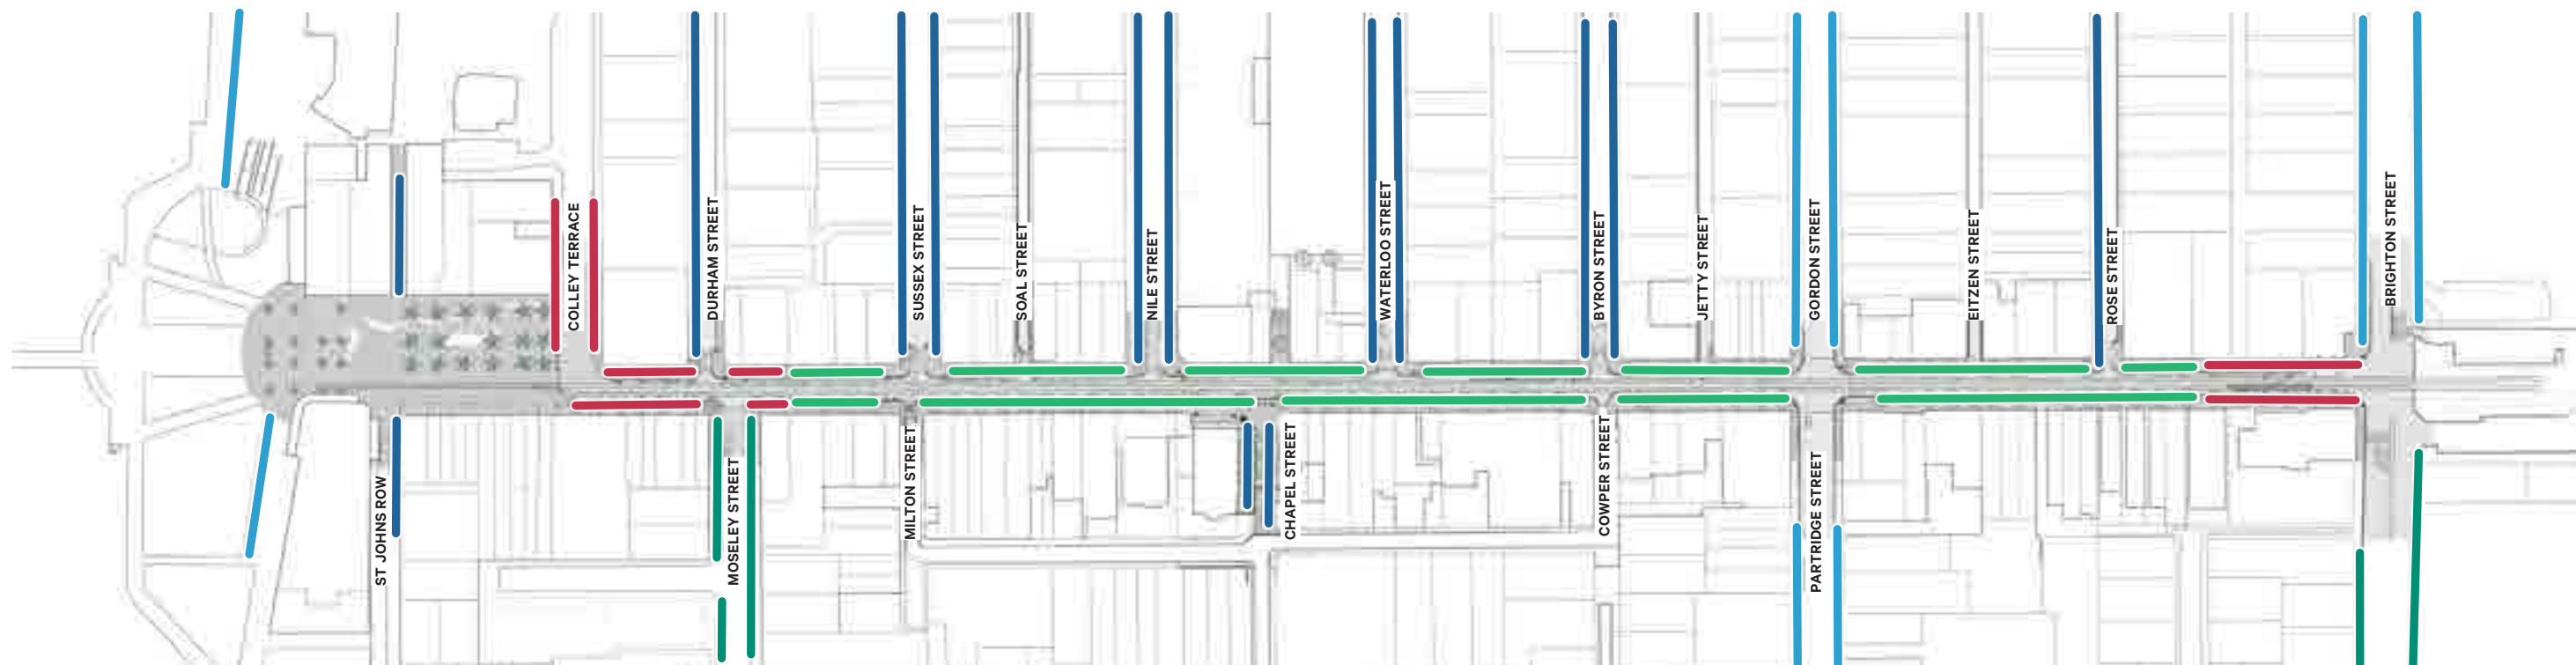 COLLEY TERRACE
DURHAM STREET
SUSSEX STREET
SOAL STREET
NILE STREET
WATERLOO STREET
BYRON STREET
JETTY STREET
GORDON STREET
EITZEN STREET
ROSE STREET
BRIGHTON STREET
ST JOHNS ROW
MOSELEY STREET
MILTON STREET
CHAPEL STREET
COWPER STREET
PARTRIDGE STREET